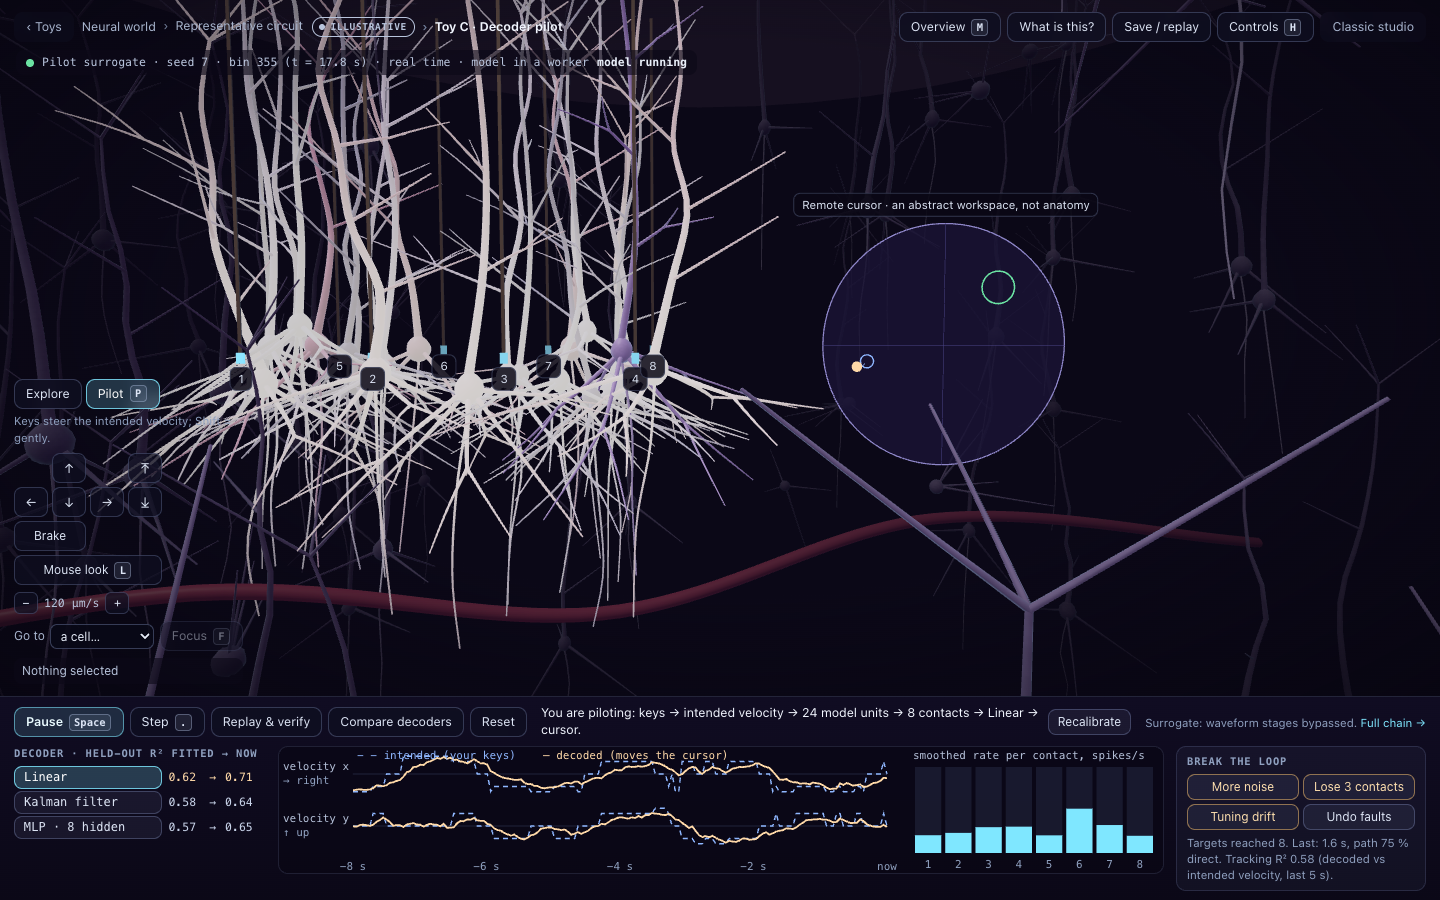 ‹ Toys Neural world › Representative circuit ILLUSTRATIVE › Toy C · Decoder pilot Overview M What is this? Save / replay Controls H Classic studio
Pilot surrogate · seed 7 · bin 355 (t = 17.8 s) · real time · model in a worker model running
Remote cursor · an abstract workspace, not anatomy
5 6 7 8
1 2 3 4
Explore Pilot P
Keys steer the intended velocity;
gently.
↑ ⤒
← ↓ → ⤓
Brake
Mouse look L
− 120 µm/s +
Go to a cell... Focus F
Nothing selected
Pause Space Step . Replay & verify Compare decoders Reset
You are piloting: keys → intended velocity → 24 model units → 8 contacts → Linear →
cursor.
Recalibrate Surrogate: waveform stages bypassed. Full chain →
DECODER · HELD-OUT R² FITTED → NOW
Linear 0.62 → 0.71
Kalman filter 0.58 → 0.64
MLP · 8 hidden 0.57 → 0.65
– – intended (your keys) — decoded (moves the cursor)
velocity x
→ right
velocity y
↑ up
−8 s −6 s −4 s −2 s now
smoothed rate per contact, spikes/s
1 2 3 4 5 6 7 8
BREAK THE LOOP
More noise Lose 3 contacts
Tuning drift Undo faults
Targets reached 8. Last: 1.6 s, path 75 %
direct. Tracking R² 0.58 (decoded vs
intended velocity, last 5 s).